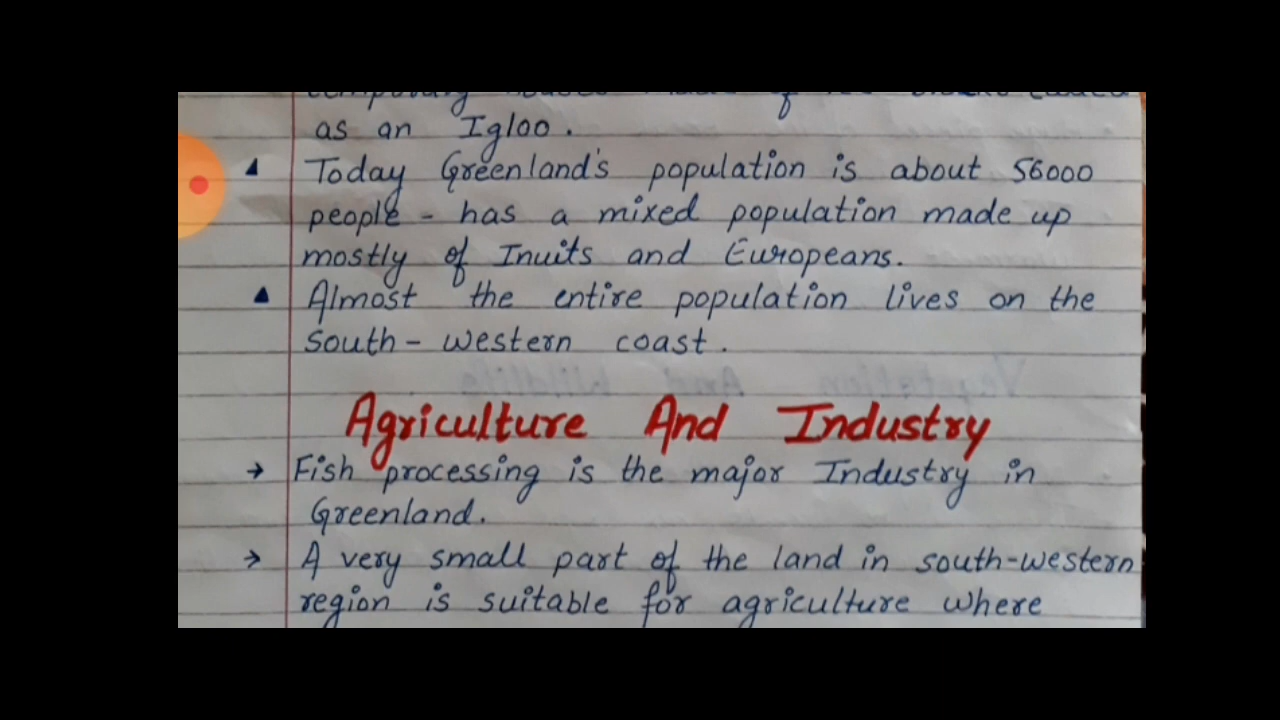 as an Igloo.
Today Greenland's population is about 56000
people - has a mixed population made up
mostly of Inuits and Europeans.
Almost the entire population lives on the
south-western coast.
Agriculture And Industry
→ Fish processing is the major Industry in
Greenland.
→ A very small part of the land in south-western
region is suitable for agriculture where